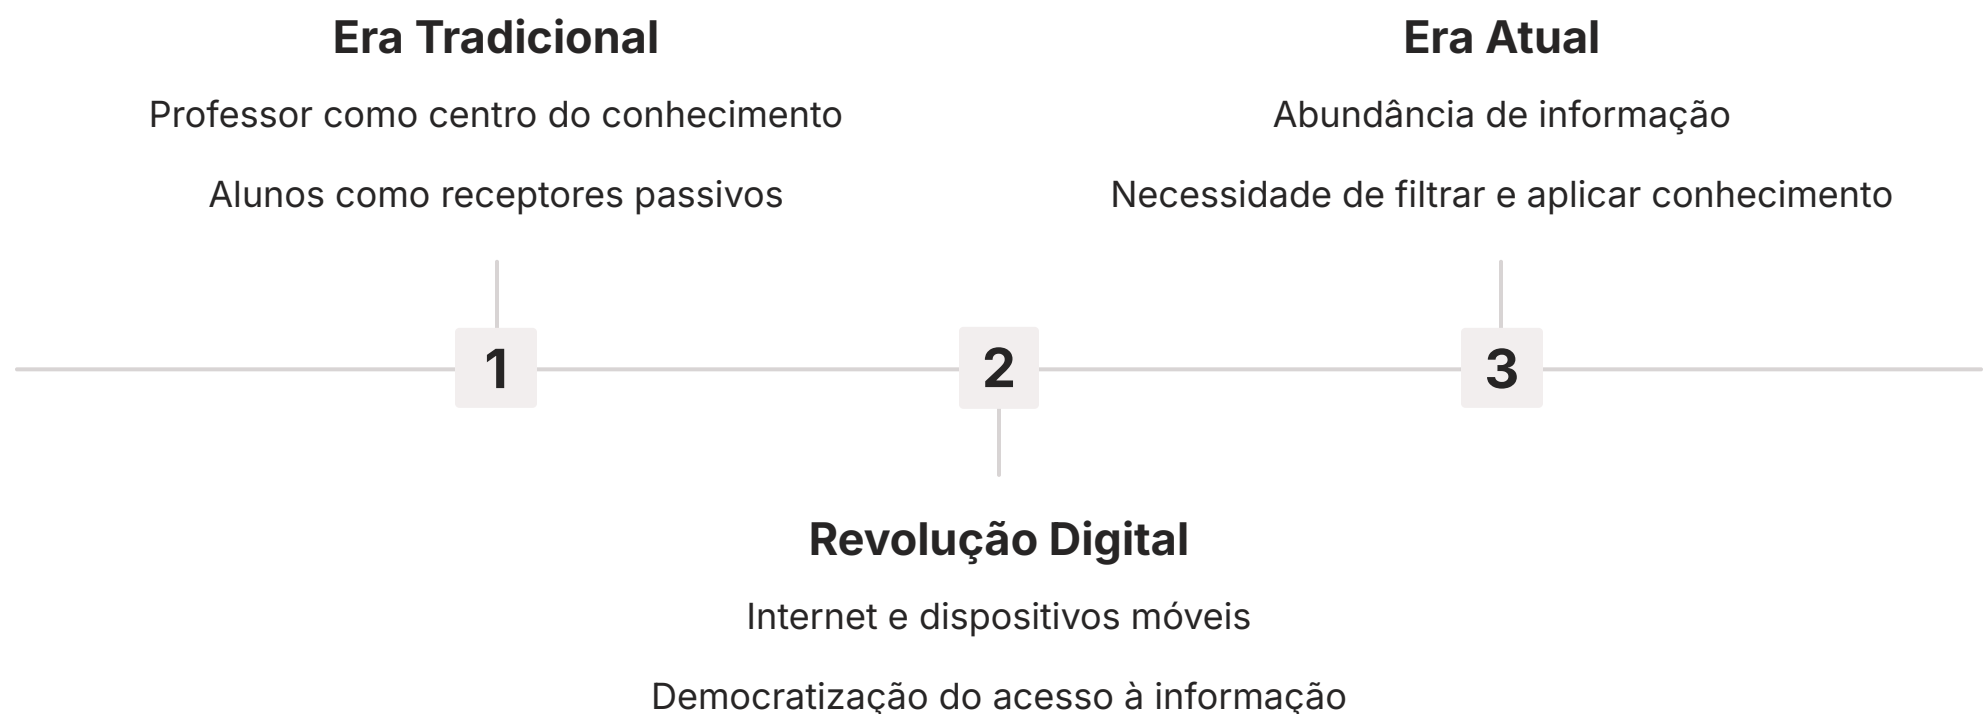 Era Tradicional
Professor como centro do conhecimento
Alunos como receptores passivos
1
2
Revolução Digital
Internet e dispositivos móveis
Democratização do acesso à informação
3
Era Atual
Abundância de informação
Necessidade de filtrar e aplicar conhecimento